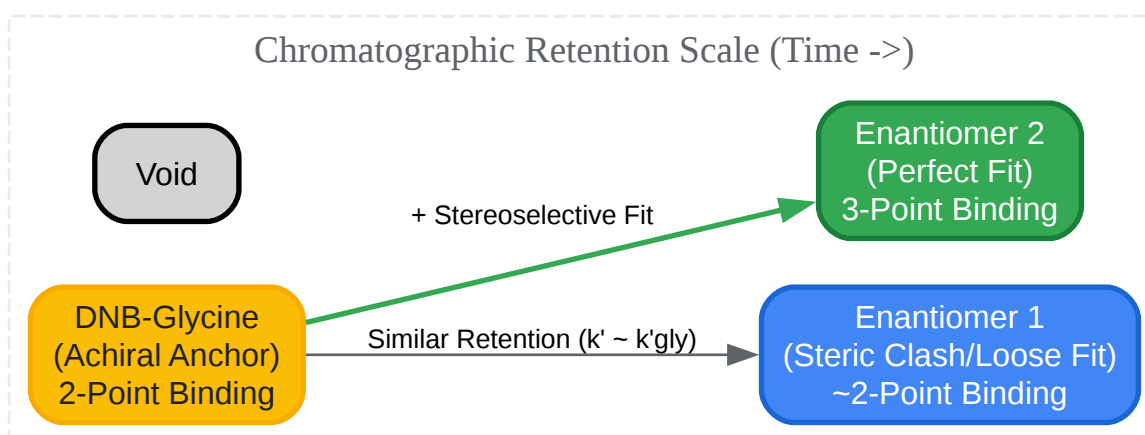 Chromatographic Retention Scale (Time ->)
Void
Enantiomer 2
(Perfect Fit)
3-Point Binding
+ Stereoselective Fit
DNB-Glycine
(Achiral Anchor)
2-Point Binding
Similar Retention (k' ~ k'gly)
Enantiomer 1
(Steric Clash/Loose Fit)
~2-Point Binding